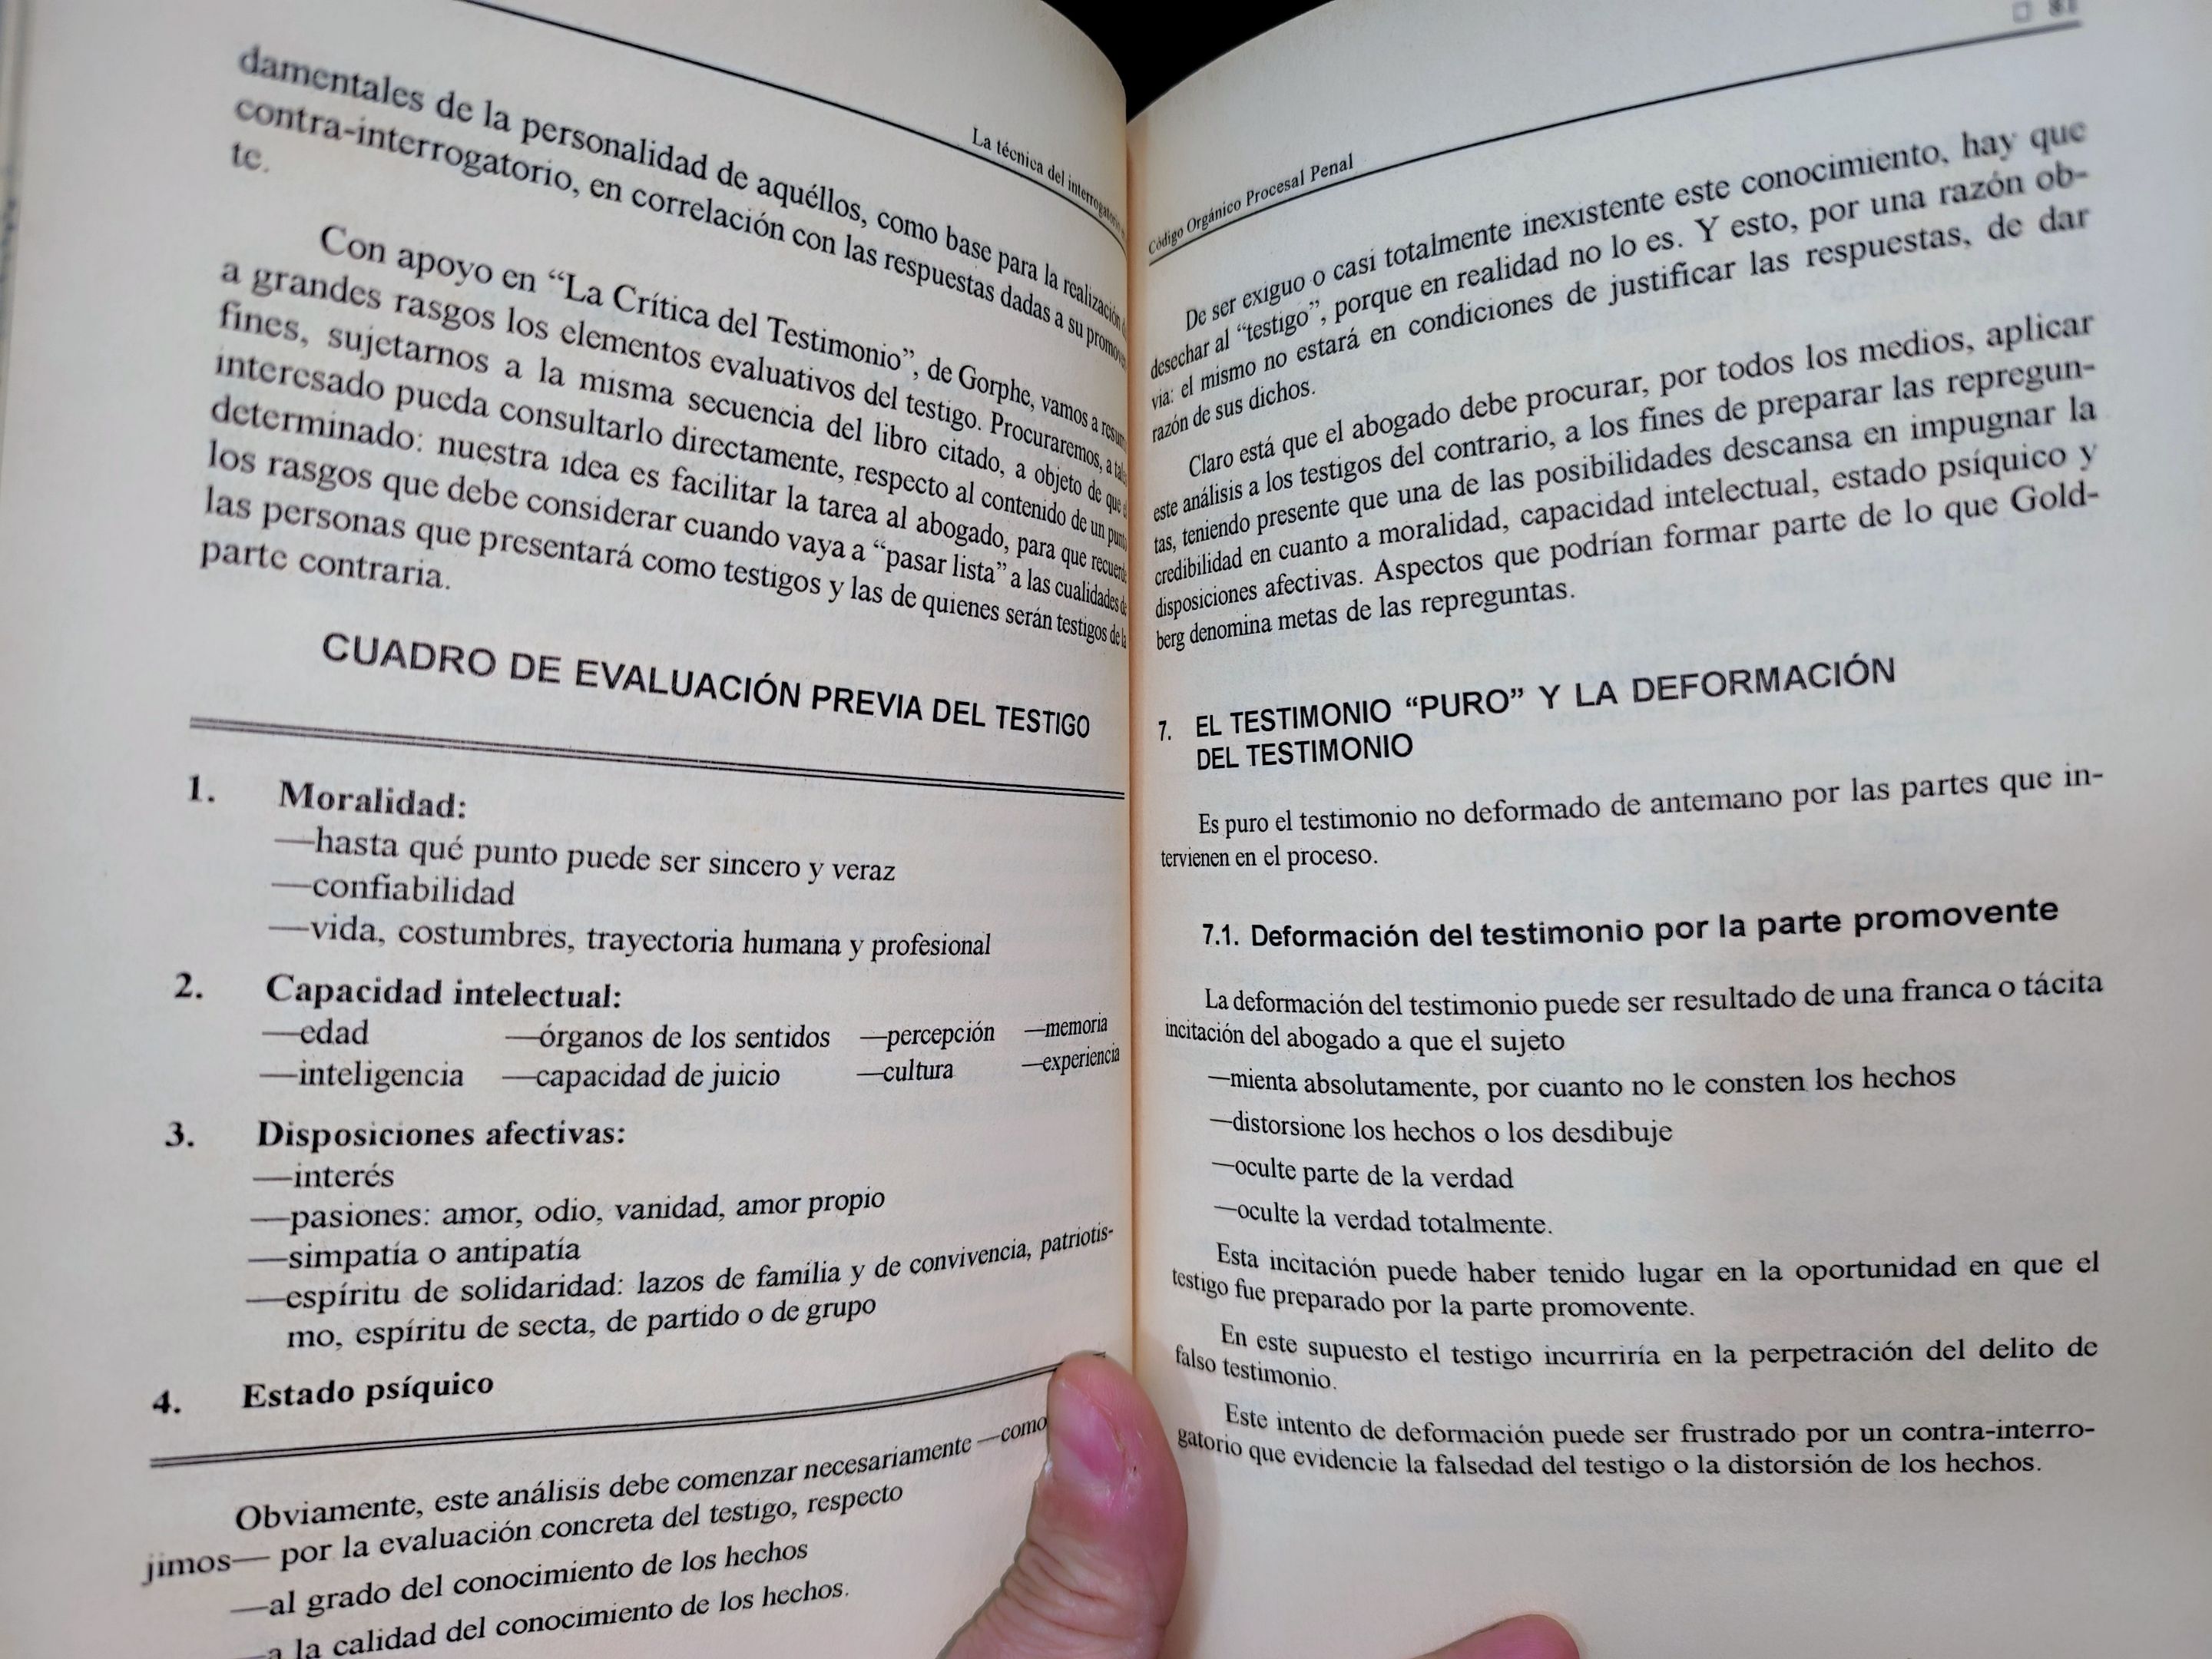 La técnica del interrogatorio
damentales de la personalidad de aquéllos, como base para la realización
contra-interrogatorio, en correlación con las respuestas dadas a su
te.
Con apoyo en “La Crítica del Testimonio”, de Gorphe, vamos a
a grandes rasgos los elementos evaluativos del testigo. Procuraremos, a
fines, sujetarnos a la misma secuencia del libro citado, a objeto de que
interesado pueda consultarlo directamente, respecto al contenido de un
determinado: nuestra idea es facilitar la tarea al abogado, para que
los rasgos que debe considerar cuando vaya a “pasar lista” a las cualidades
las personas que presentará como testigos y las de quienes serán testigos de
parte contraria.
CUADRO DE EVALUACIÓN PREVIA DEL TESTIGO
1. Moralidad:
—hasta qué punto puede ser sincero y veraz
—confiabilidad
—vida, costumbres, trayectoria humana y profesional
2. Capacidad intelectual:
—edad —órganos de los sentidos —percepción —memoria
—inteligencia —capacidad de juicio —cultura —experiencia
3. Disposiciones afectivas:
—interés
—pasiones: amor, odio, vanidad, amor propio
—simpatía o antipatía
—espíritu de solidaridad: lazos de familia y de convivencia, patriotis-
mo, espíritu de secta, de partido o de grupo
4. Estado psíquico
Obviamente, este análisis debe comenzar necesariamente —como
jimos— por la evaluación concreta del testigo, respecto
—al grado del conocimiento de los hechos
—a la calidad del conocimiento de los hechos.
Código Orgánico Procesal Penal
De ser exiguo o casi totalmente inexistente este conocimiento, hay que
desechar al “testigo”, porque en realidad no lo es. Y esto, por una razón ob-
via: el mismo no estará en condiciones de justificar las respuestas, de dar
razón de sus dichos.
Claro está que el abogado debe procurar, por todos los medios, aplicar
este análisis a los testigos del contrario, a los fines de preparar las repregun-
tas, teniendo presente que una de las posibilidades descansa en impugnar la
credibilidad en cuanto a moralidad, capacidad intelectual, estado psíquico y
disposiciones afectivas. Aspectos que podrían formar parte de lo que Gold-
berg denomina metas de las repreguntas.
7. EL TESTIMONIO “PURO” Y LA DEFORMACIÓN
DEL TESTIMONIO
Es puro el testimonio no deformado de antemano por las partes que in-
tervienen en el proceso.
7.1. Deformación del testimonio por la parte promovente
La deformación del testimonio puede ser resultado de una franca o tácita
incitación del abogado a que el sujeto
—mienta absolutamente, por cuanto no le consten los hechos
—distorsione los hechos o los desdibuje
—oculte parte de la verdad
—oculte la verdad totalmente.
Esta incitación puede haber tenido lugar en la oportunidad en que el
testigo fue preparado por la parte promovente.
En este supuesto el testigo incurriría en la perpetración del delito de
falso testimonio.
Este intento de deformación puede ser frustrado por un contra-interro-
gatorio que evidencie la falsedad del testigo o la distorsión de los hechos.